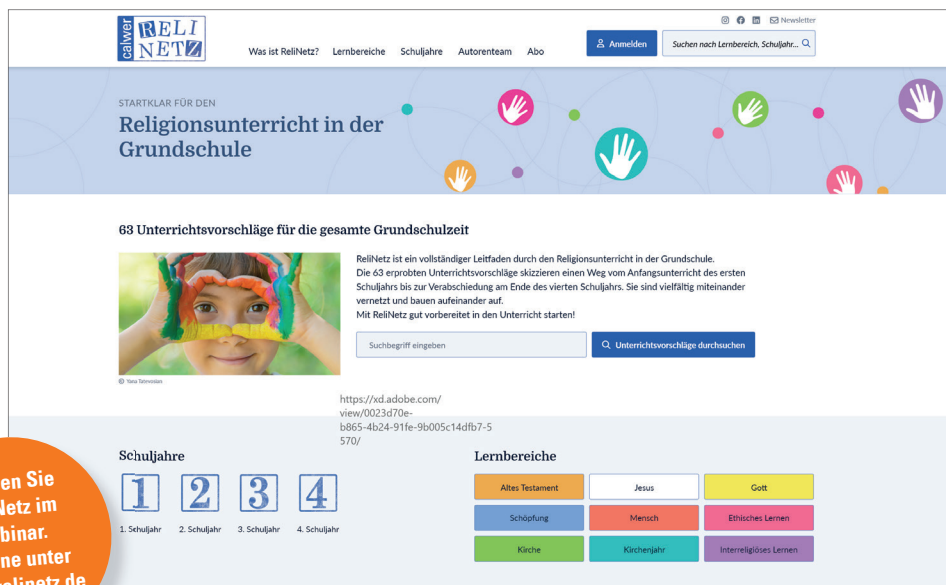 calwer RELI NETZ
Newsletter
Was ist ReliNetz? Lernbereiche Schuljahre Autorenteam Abo
Anmelden
Suchen nach Lernbereich, Schuljahr...
STARTKLAR FÜR DEN
Religionsunterricht in der
Grundschule
63 Unterrichtsvorschläge für die gesamte Grundschulzeit
ReliNetz ist ein vollständiger Leitfaden durch den Religionsunterricht in der Grundschule.
Die 63 erprobten Unterrichtsvorschläge skizzieren einen Weg vom Anfangsunterricht des ersten
Schuljahrs bis zur Verabschiedung am Ende des vierten Schuljahrs. Sie sind vielfältig miteinander
vernetzt und bauen aufeinander auf.
Mit ReliNetz gut vorbereitet in den Unterricht starten!
Suchbegriff eingeben
Unterrichtsvorschläge durchsuchen
https://xd.adobe.com/
view/0023d70e-
b865-4b24-91fe-9b005c14dfb7-5
570/
Schuljahre
1 2 3 4
1. Schuljahr 2. Schuljahr 3. Schuljahr 4. Schuljahr
Lernbereiche
Altes Testament Jesus Gott
Schöpfung Mensch Ethisches Lernen
Kirche Kirchenjahr Interreligiöses Lernen
en Sie
Netz im
binar.
ne unter
elinetz.de